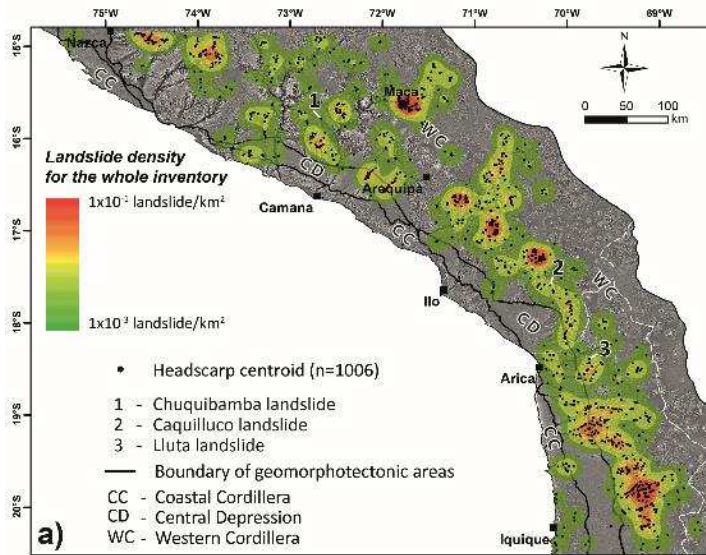 75°W 74°W 73°W 72°W 71°W 70°W 69°W
15°S
16°S
17°S
18°S
19°S
20°S
Nazca
CC
1
Maca
WC
N
0 50 100
km
CD
Arequipa
Camana
CC
2
WC
Ilo
CD
3
Arica
CC
Iquique
Landslide density
for the whole inventory
1x10⁻¹ landslide/km²
1x10⁻³ landslide/km²
Headscarp centroid (n=1006)
1 - Chuquibamba landslide
2 - Caquilluco landslide
3 - Lluta landslide
Boundary of geomorphotectonic areas
CC - Coastal Cordillera
CD - Central Depression
WC - Western Cordillera
a)